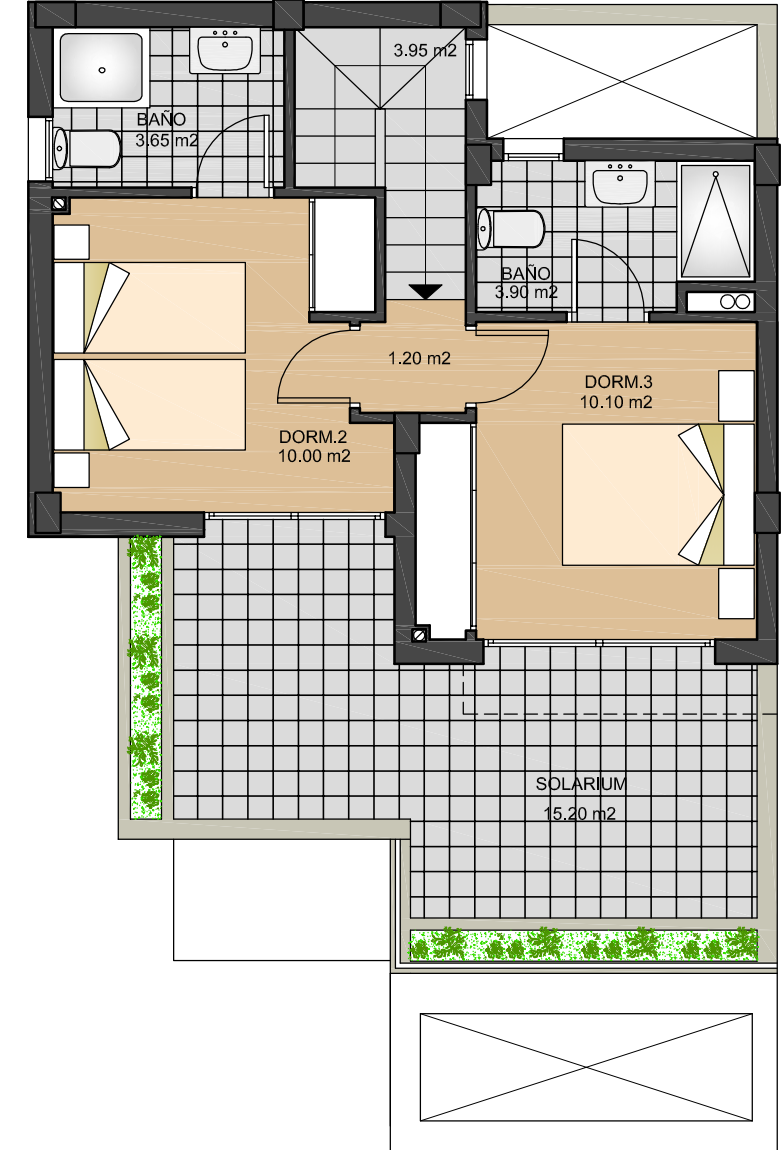 3.95 m2
BAÑO
3.65 m2
BAÑO
3.90 m2
1.20 m2
DORM.3
10.10 m2
DORM.2
10.00 m2
SOLARIUM
15.20 m2